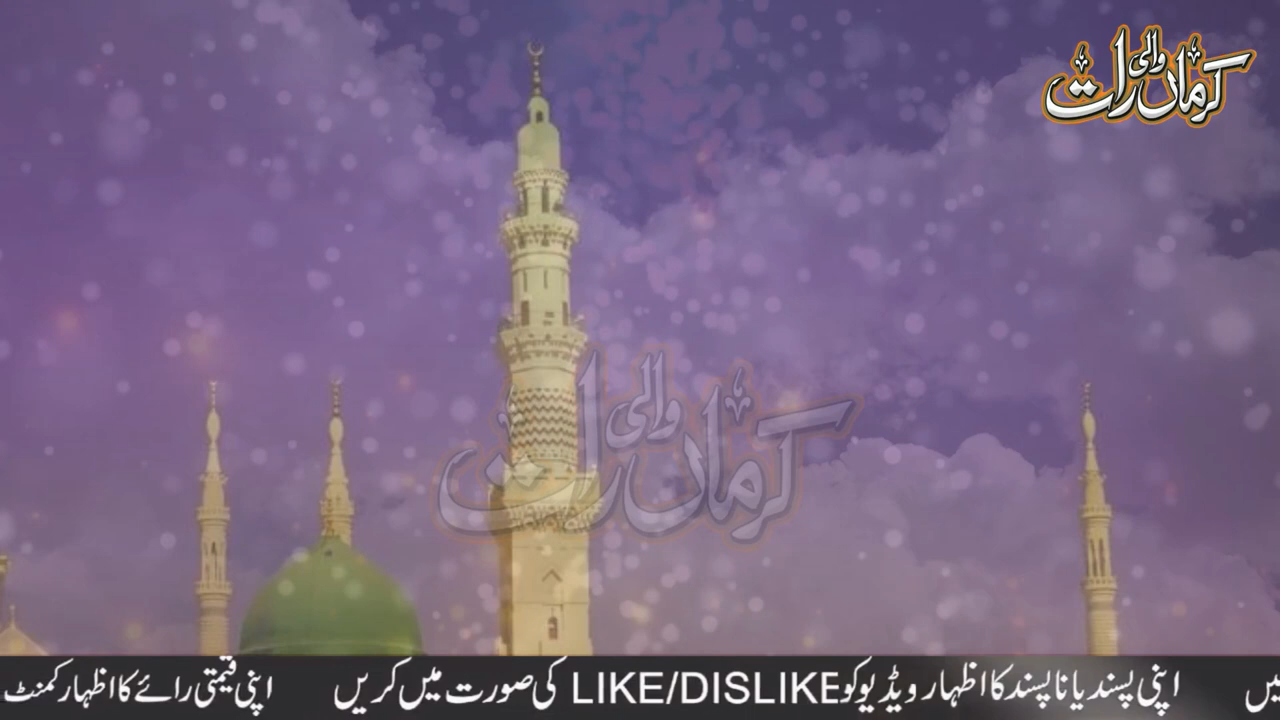 کرماں والی رات
کرماں والی رات
میں اپنی پسند یا ناپسند کا اظہار ویڈیو کو LIKE/DISLIKE کی صورت میں کریں اپنی قیمتی رائے کا اظہار کمنٹ